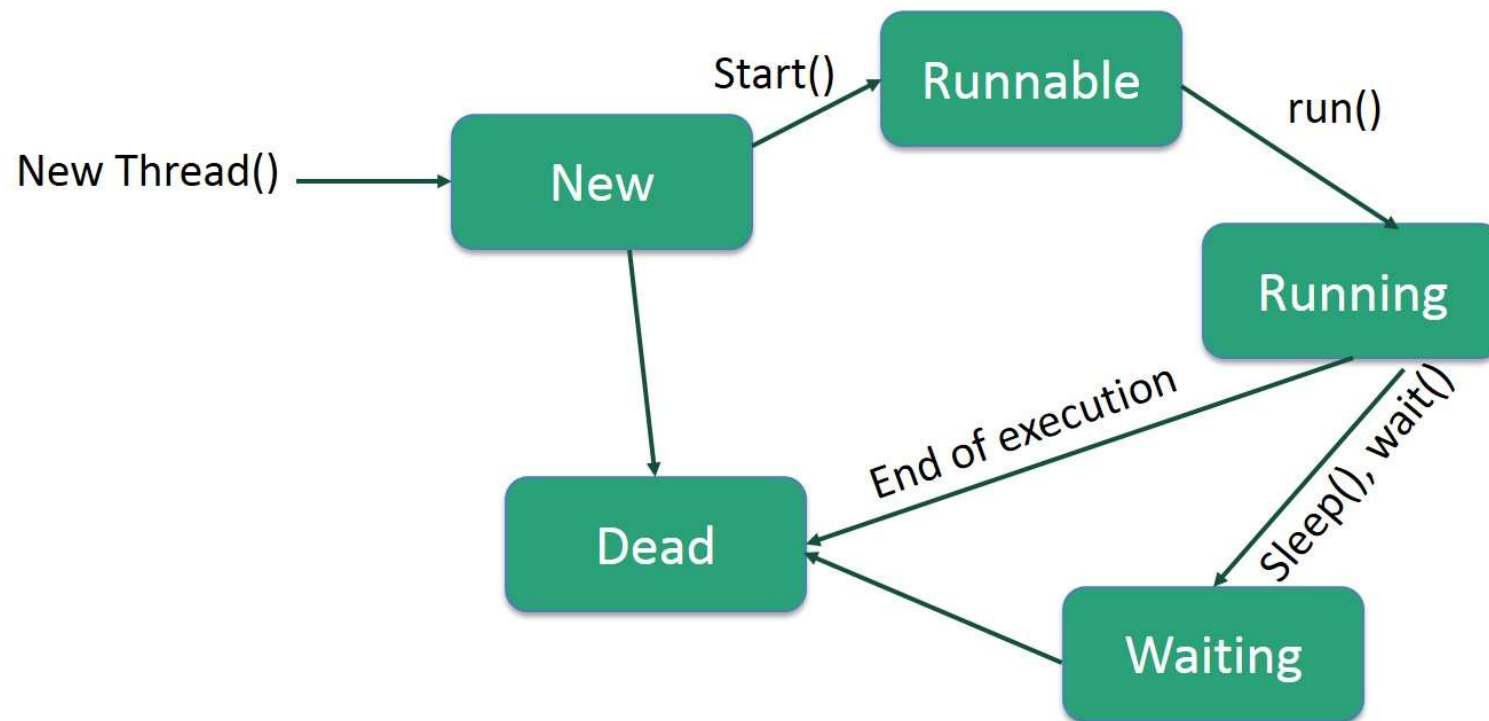 New Thread()
New
Start()
Runnable
run()
Running
End of execution
Sleep(), wait()
Dead
Waiting